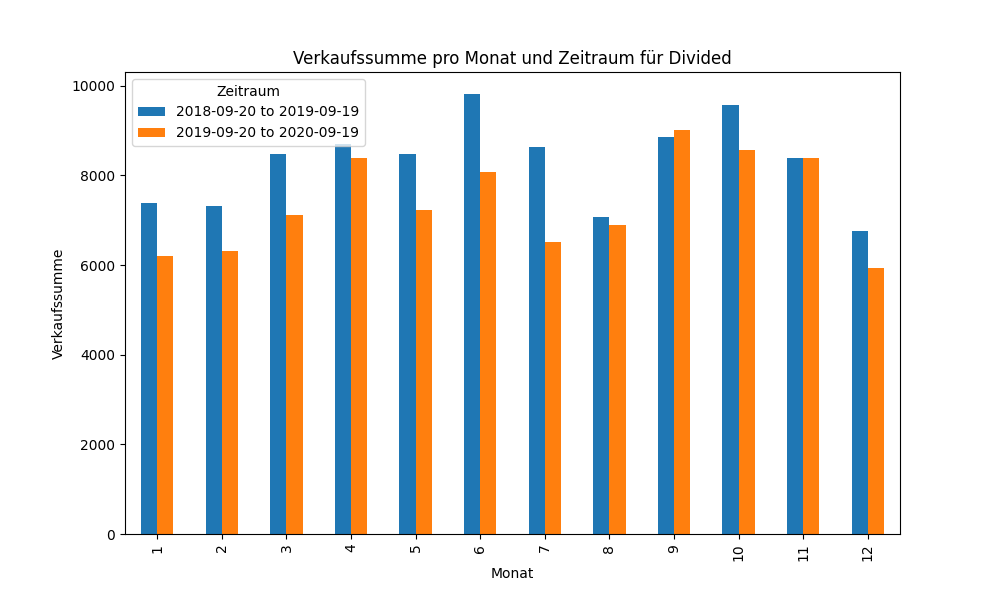 Verkaufssumme pro Monat und Zeitraum für Divided
Zeitraum
2018-09-20 to 2019-09-19
2019-09-20 to 2020-09-19
Verkaufssumme
10000
8000
6000
4000
2000
0
1 2 3 4 5 6 7 8 9 10 11 12
Monat